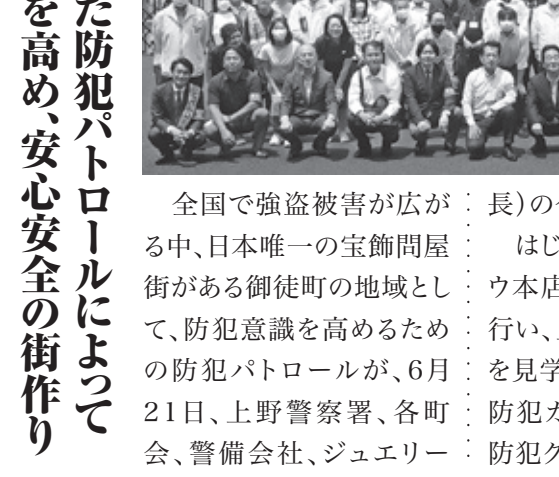 た防犯パトロールによって
を高め、安心安全の街作り
全国で強盗被害が広が
る中、日本唯一の宝飾問屋
街がある御徒町の地域とし
て、防犯意識を高めるため
の防犯パトロールが、6月
21日、上野警察署、各町
会、警備会社、ジュエリー
長）の
はじ
ウ本店
行い、
を見学
防犯カ
防犯グ